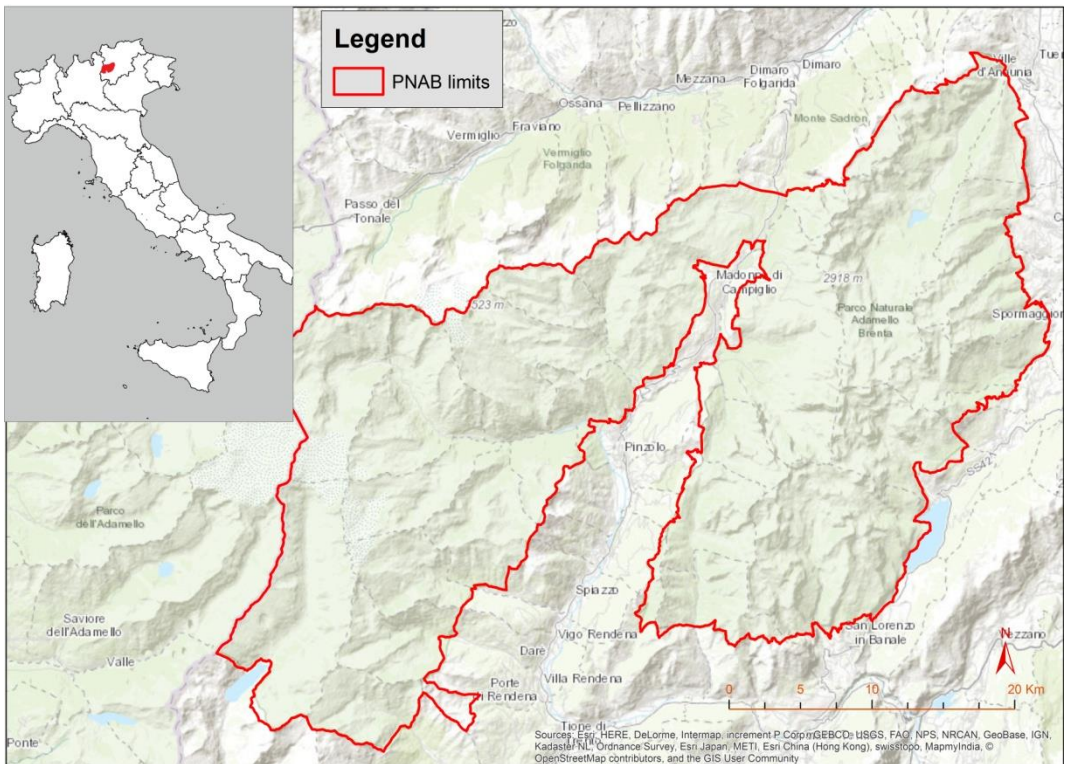 Legend
PNAB limits
Mezzana
Dimaro
Folgarida
Dimaro
Ville
d'Anaunia
Ossana
Pellizzano
Monte Sadron
Fraviano
Vermiglio
Vermiglio
Folganda
Passo del
Tonale
Madonna di
Campiglio
2918 m
Parco Naturale
Adamello
Brenta
Spormaggior
Pinzolo
SS421
Parco
dell'Adamello
Spiazzo
Saviore
dell'Adamello
Valle
Vigo Rendena
San Lorenzo
in Banale
N
Dare
Villa Rendena
Porte
di Rendena
0 5 10 20 Km
Tione di
Ponte
Sources: Esri, HERE, DeLorme, Intermap, increment P Corp., GEBCO, USGS, FAO, NPS, NRCAN, GeoBase, IGN,
Kadaster NL, Ordnance Survey, Esri Japan, METI, Esri China (Hong Kong), swisstopo, MapmyIndia, ©
OpenStreetMap contributors, and the GIS User Community